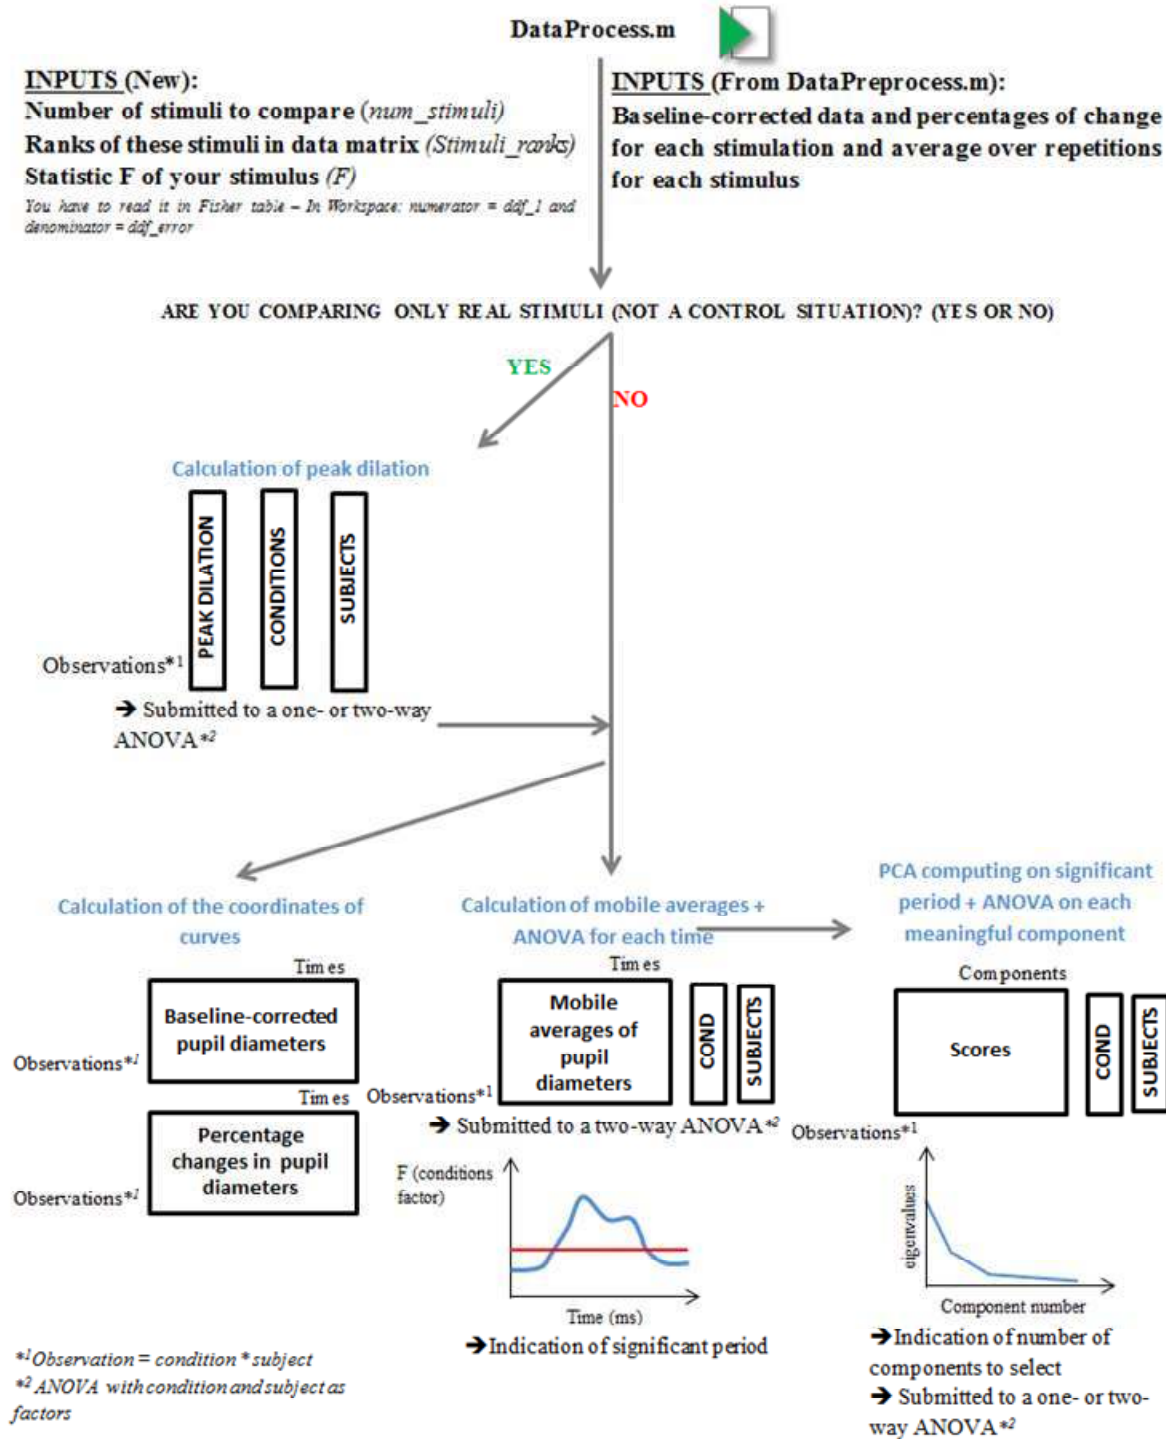 DataProcess.m
INPUTS (New):
Number of stimuli to compare (num_stimuli)
Ranks of these stimuli in data matrix (Stimuli_ranks)
Statistic F of your stimulus (F)
You have to read it in Fisher table – In Workspace: numerator = ddf_1 and
denominator = ddf_error
INPUTS (From DataPreprocess.m):
Baseline-corrected data and percentages of change
for each stimulation and average over repetitions
for each stimulus
ARE YOU COMPARING ONLY REAL STIMULI (NOT A CONTROL SITUATION)? (YES OR NO)
YES
NO
Calculation of peak dilation
PEAK DILATION
CONDITIONS
SUBJECTS
Observations*1
➔ Submitted to a one- or two-way
ANOVA*2
Calculation of the coordinates of
curves
Times
Baseline-corrected
pupil diameters
Observations*1
Times
Percentage
changes in pupil
diameters
Observations*1
Calculation of mobile averages +
ANOVA for each time
Times
Mobile
averages of
pupil
diameters
COND
SUBJECTS
Observations*1
➔ Submitted to a two-way ANOVA*2
F (conditions
factor)
Time (ms)
➔Indication of significant period
PCA computing on significant
period + ANOVA on each
meaningful component
Components
Scores
COND
SUBJECTS
Observations*1
eigenvalues
Component number
➔Indication of number of
components to select
➔ Submitted to a one- or two-
way ANOVA*2
*1Observation = condition * subject
*2 ANOVA with condition and subject as
factors